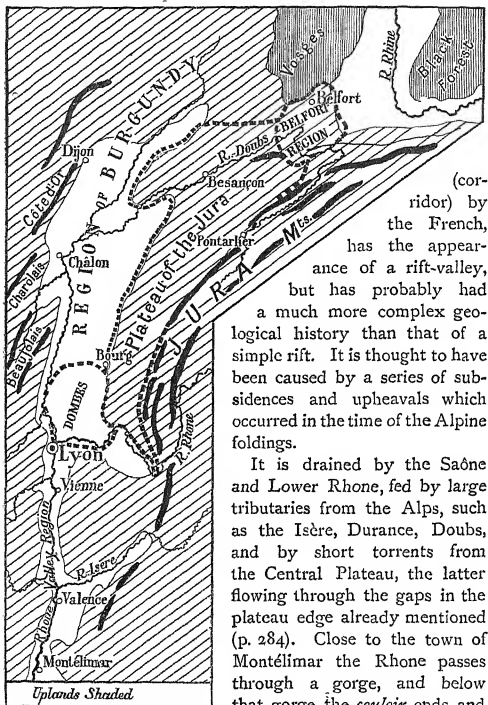 Vosges
R. Rhine
Black
Forest
Belfort
BELFORT
REGION
R. Doubs
Besançon
Dijon
Côte d'Or
REGION OF BURGUNDY
Châlon
Plateau of the Jura
Pontarlier
JURA Mts.
Charolais
Beaujolais
Bourg
DOMBES
Lyon
R. Rhone
Vienne
Rhone Valley Region
R. Isère
Valence
Montélimar
Uplands Shaded
(cor-
ridor) by
the French,
has the appear-
ance of a rift-valley,
but has probably had
a much more complex geo-
logical history than that of a
simple rift. It is thought to have
been caused by a series of sub-
sidences and upheavals which
occurred in the time of the Alpine
foldings.
It is drained by the Saône
and Lower Rhone, fed by large
tributaries from the Alps, such
as the Isère, Durance, Doubs,
and by short torrents from
the Central Plateau, the latter
flowing through the gaps in the
plateau edge already mentioned
(p. 284). Close to the town of
Montélimar the Rhone passes
through a gorge, and below
that gorge the couloir ends and